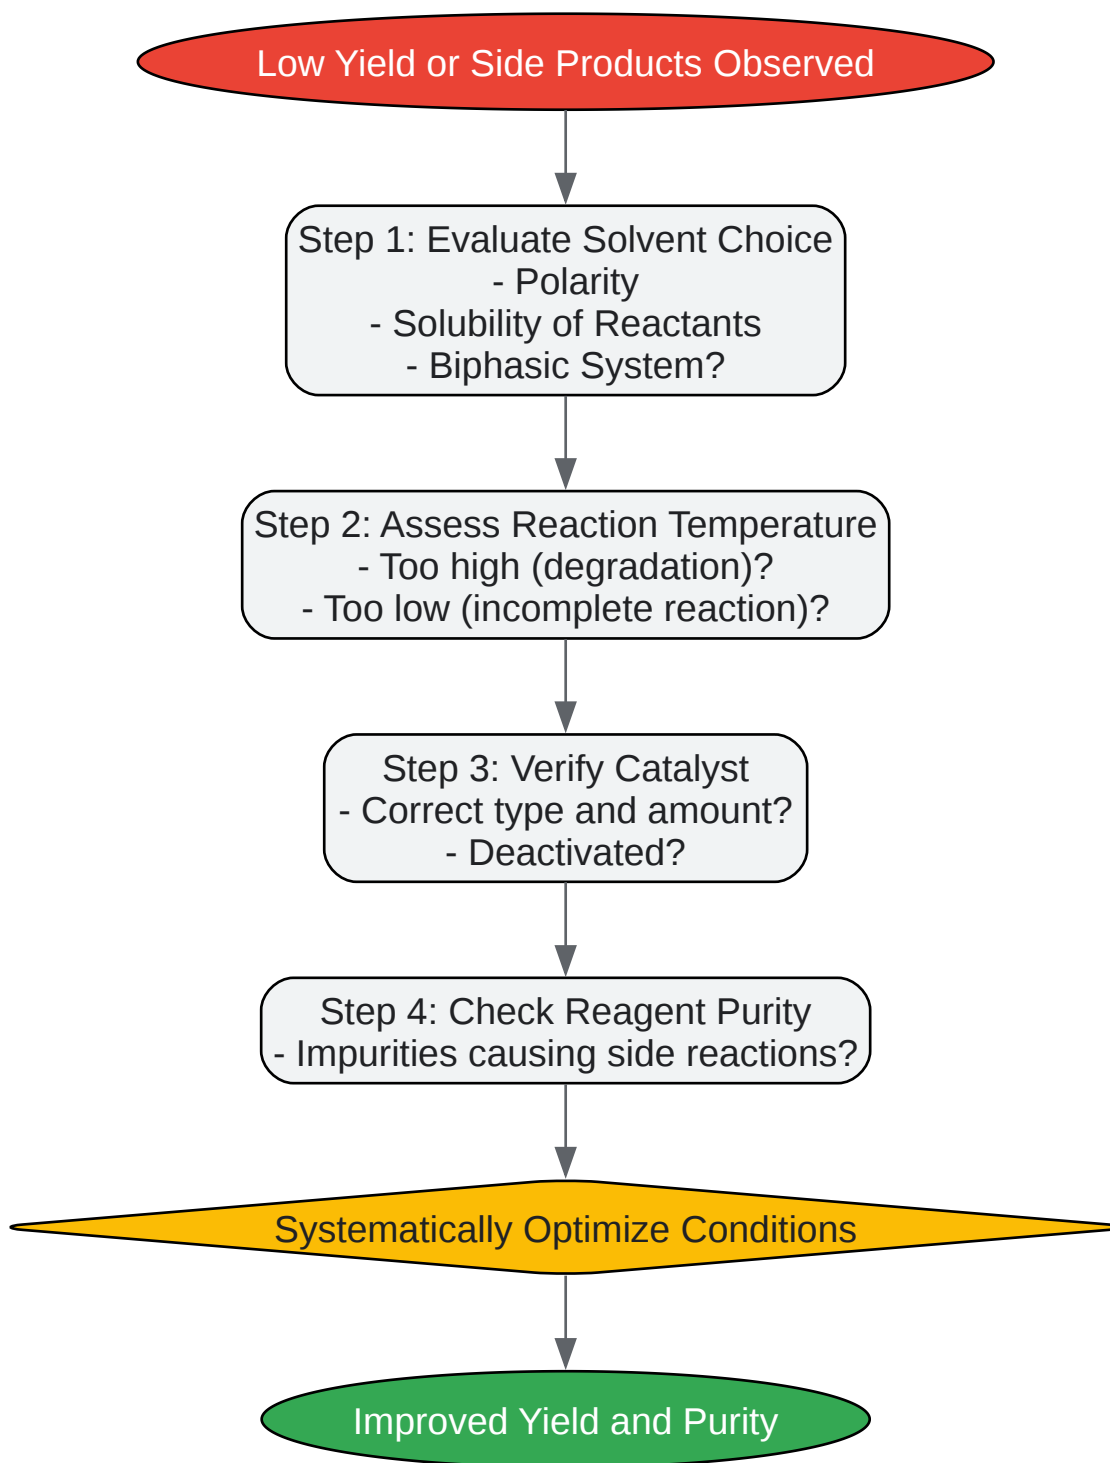 Low Yield or Side Products Observed
Step 1: Evaluate Solvent Choice
- Polarity
- Solubility of Reactants
- Biphasic System?
Step 2: Assess Reaction Temperature
- Too high (degradation)?
- Too low (incomplete reaction)?
Step 3: Verify Catalyst
- Correct type and amount?
- Deactivated?
Step 4: Check Reagent Purity
- Impurities causing side reactions?
Systematically Optimize Conditions
Improved Yield and Purity